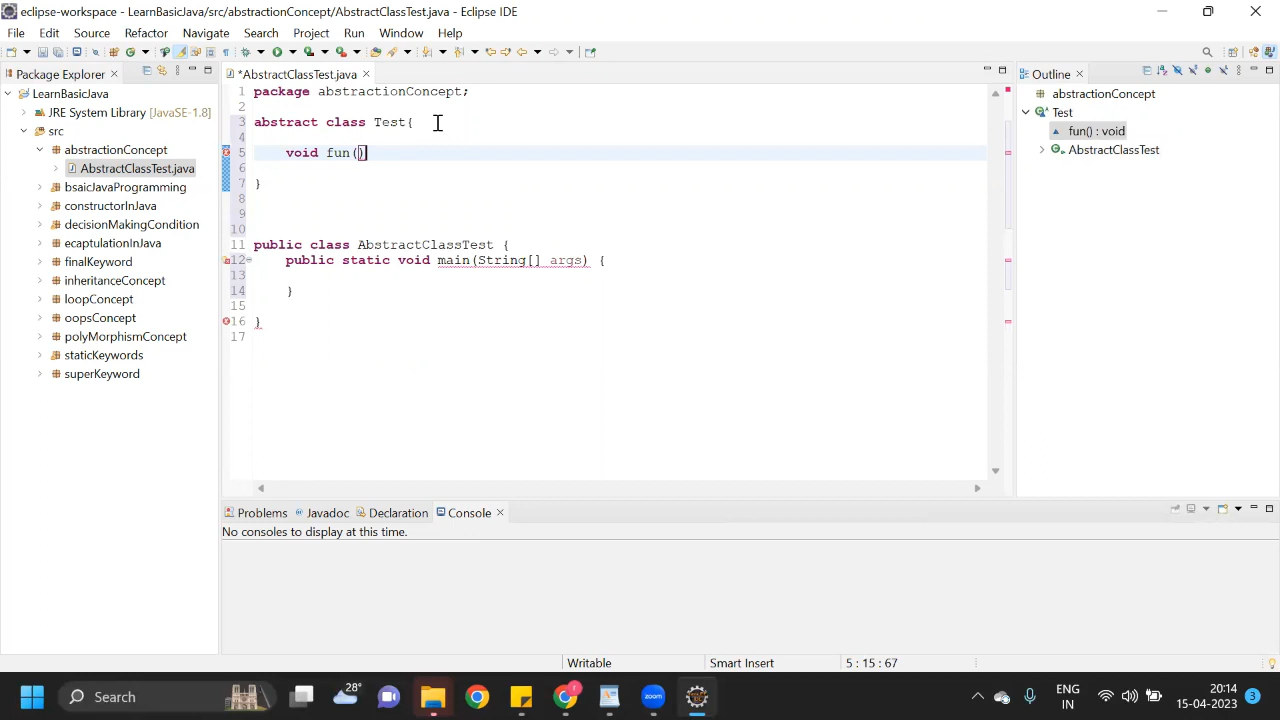 eclipse-workspace - LearnBasicJava/src/abstractionConcept/AbstractClassTest.java - Eclipse IDE
File Edit Source Refactor Navigate Search Project Run Window Help
Package Explorer
*AbstractClassTest.java
Outline
LearnBasicJava
JRE System Library [JavaSE-1.8]
src
abstractionConcept
AbstractClassTest.java
bsaicJavaProgramming
constructorInJava
decisionMakingCondition
ecaptulationInJava
finalKeyword
inheritanceConcept
loopConcept
oopsConcept
polyMorphismConcept
staticKeywords
superKeyword
1 package abstractionConcept;
2
3 abstract class Test{
4
5 void fun()
6
7 }
8
9
10
11 public class AbstractClassTest {
12 public static void main(String[] args) {
13
14 }
15
16 }
17
abstractionConcept
Test
fun() : void
AbstractClassTest
Problems Javadoc Declaration Console
No consoles to display at this time.
Writable Smart Insert 5 : 15 : 67
Search 28° zoom ENG 20:14
IN 15-04-2023 3